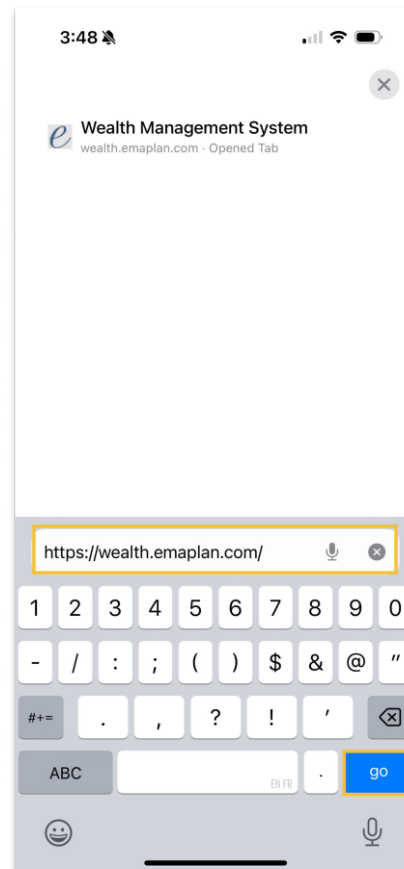 3:48
e
Wealth Management System
wealth.emaplan.com · Opened Tab
https://wealth.emaplan.com/
1 2 3 4 5 6 7 8 9 0
- / : ; ( ) $ & @ "
#+= . , ? ! '
ABC EN FR . go